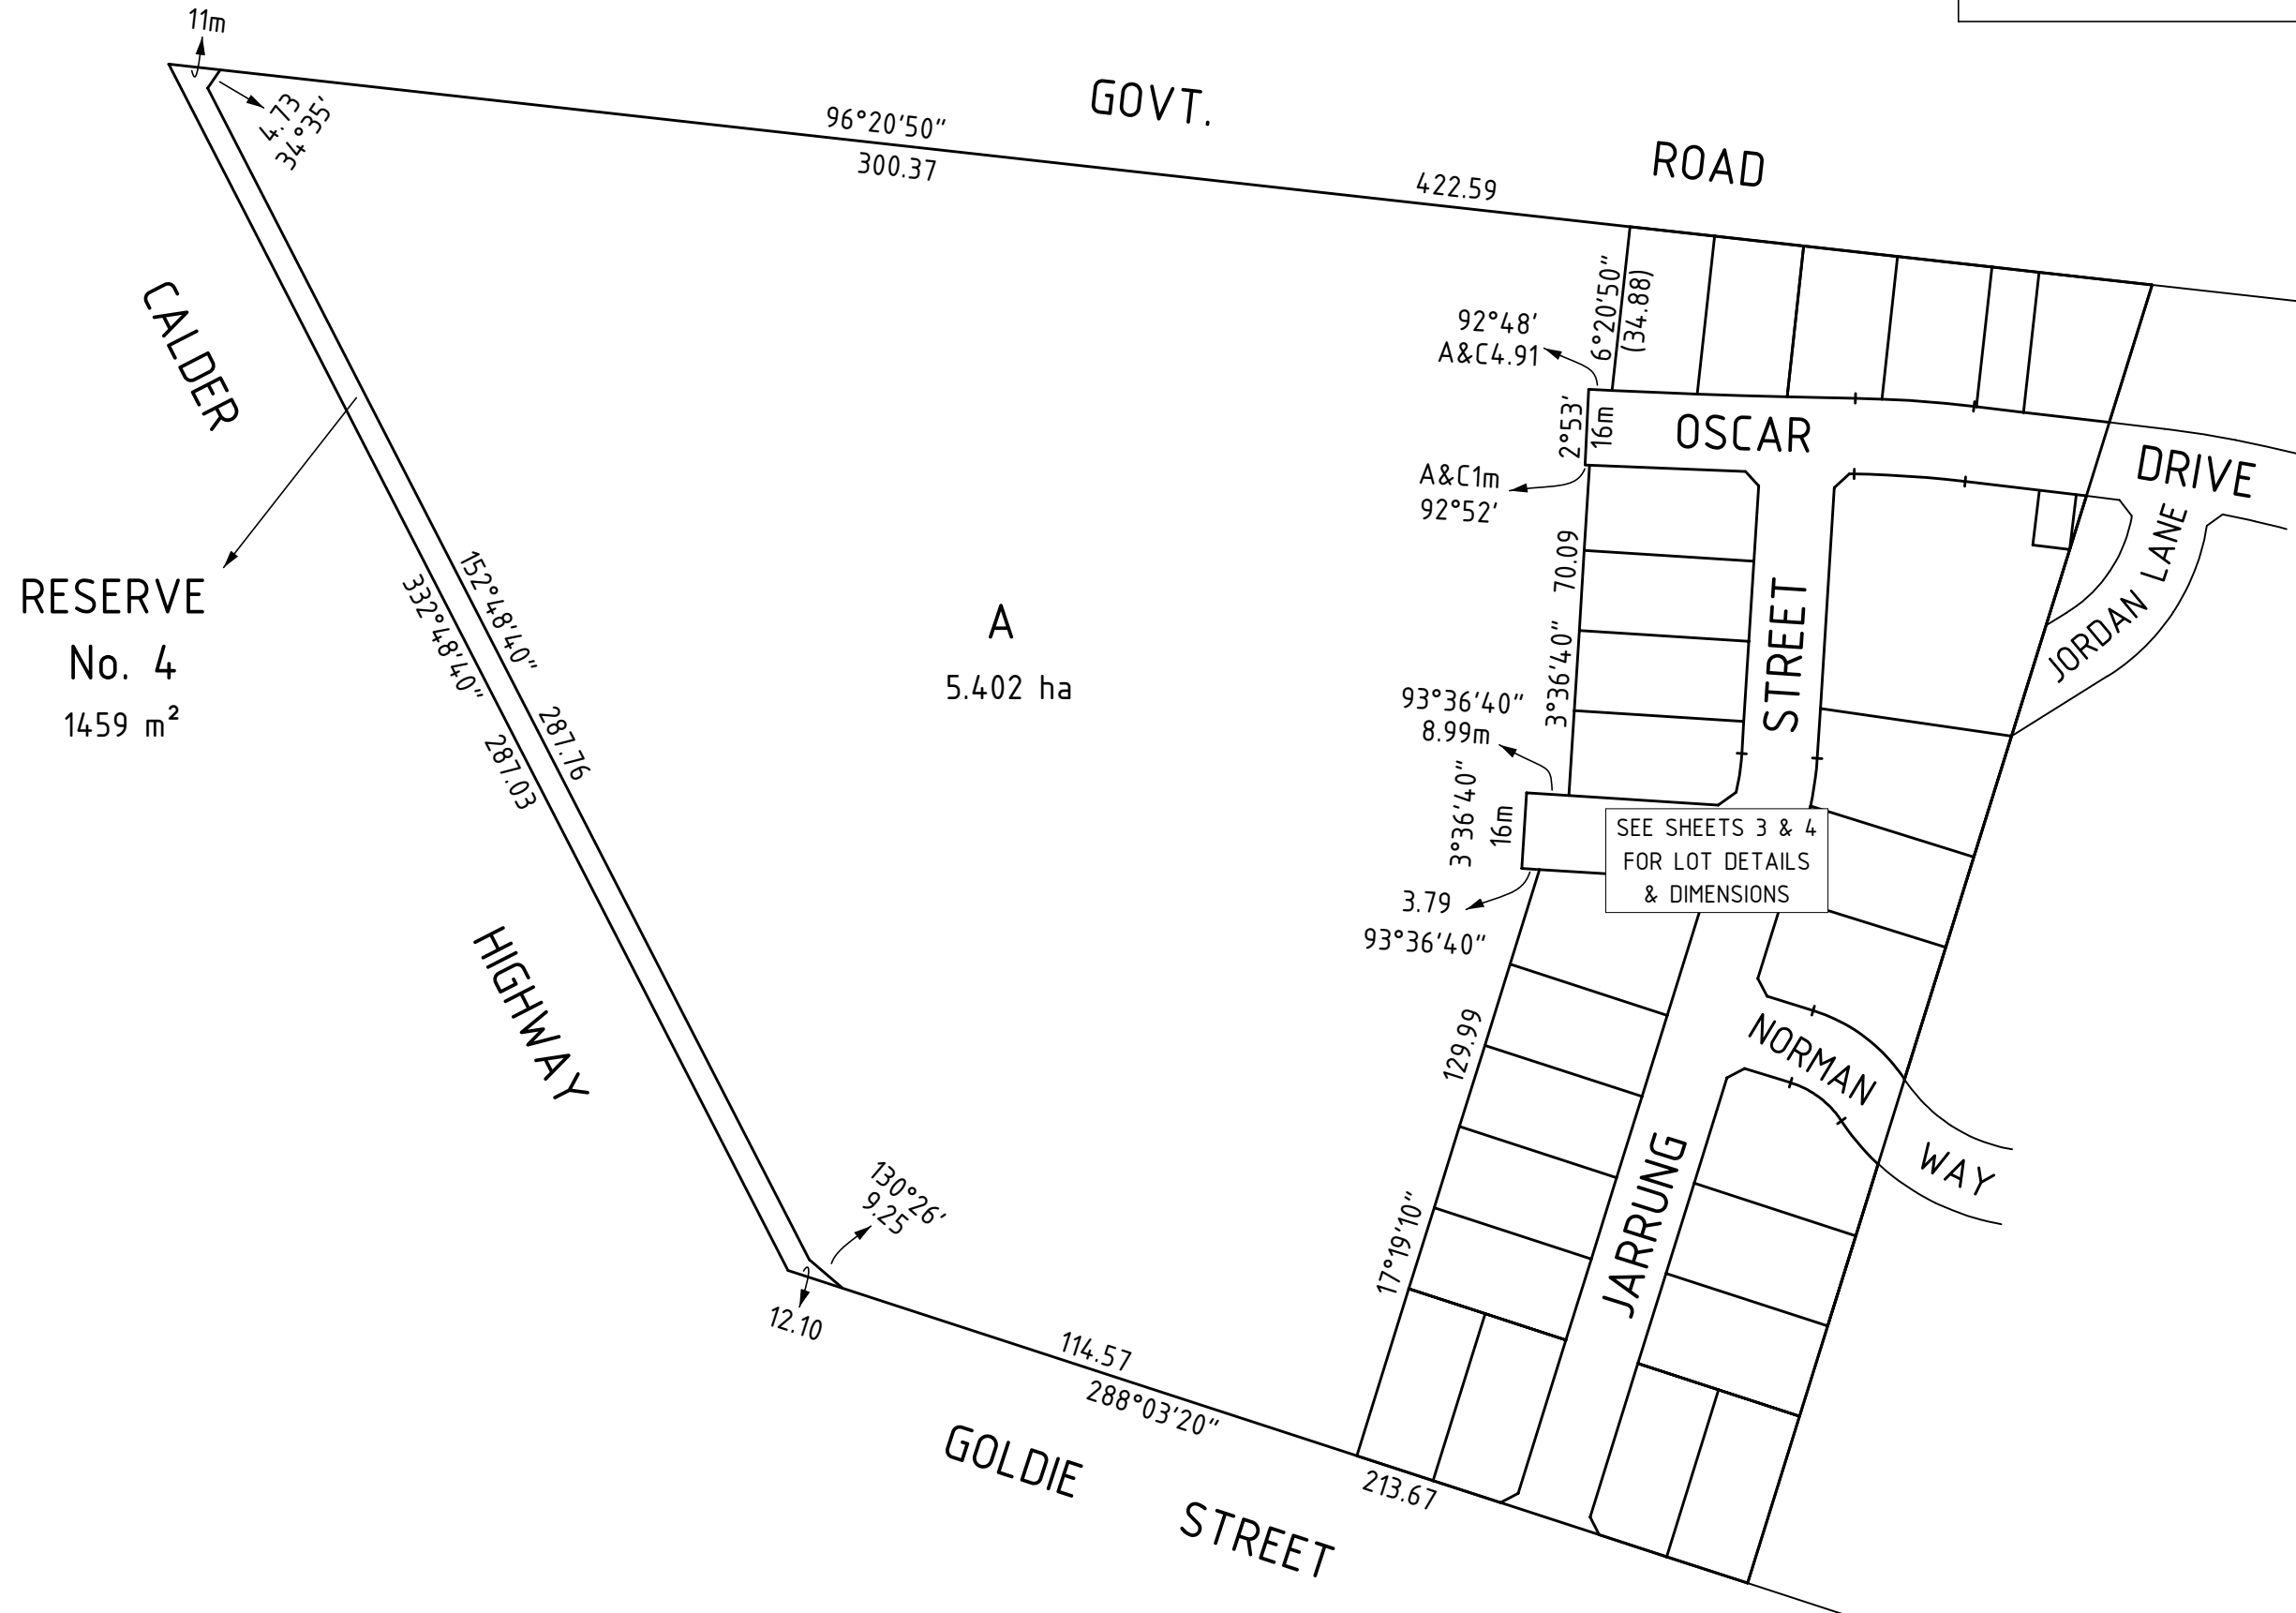 11m
4.73
34°35'
96°20'50"
300.37
GOVT.
ROAD
422.59
6°20'50"
(34.88)
92°48'
A&C4.91
2°53'
16m
OSCAR
DRIVE
A&C1m
92°52'
JORDAN LANE
CALDER
RESERVE
No. 4
1459 m²
152°48'40"
287.76
332°48'40"
287.03
A
5.402 ha
70.09
3°36'40"
STREET
93°36'40"
8.99m
3°36'40"
16m
SEE SHEETS 3 & 4
FOR LOT DETAILS
& DIMENSIONS
3.79
93°36'40"
HIGHWAY
129.99
17°19'10"
NORMAN
WAY
JARRUNG
130°26'
9.25
12.10
114.57
288°03'20"
GOLDIE
STREET
213.67